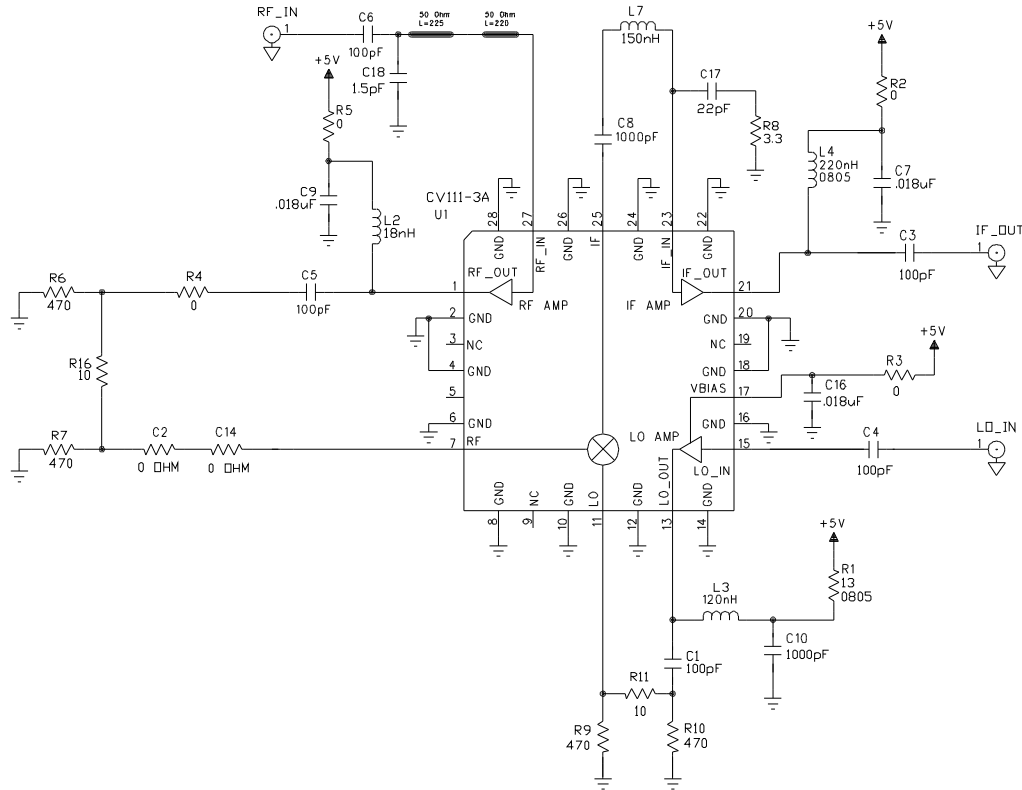 RF_IN
1
C6
100pF
50 Ohm
L=225
50 Ohm
L=220
C18
1.5pF
+5V
R5
0
C9
.018uF
L2
18nH
L7
150nH
C17
22pF
R8
3.3
C8
1000pF
+5V
R2
0
L4
220nH
0805
C7
.018uF
C3
100pF
IF_OUT
1
CV111-3A
U1
28
27
26
25
24
23
22
GND
RF_IN
GND
IF
GND
IF_IN
GND
RF_OUT
RF AMP
IF_OUT
IF AMP
R6
470
R4
0
C5
100pF
1
2
GND
3
NC
4
GND
5
6
GND
7
RF
21
20
GND
19
NC
18
GND
17
VBIAS
16
GND
15
LO AMP
LO_IN
LO_OUT
R16
10
R7
470
C2
0 OHM
C14
0 OHM
+5V
R3
0
C16
.018uF
C4
100pF
LO_IN
1
GND
NC
GND
LO
GND
GND
8
9
10
11
12
13
14
+5V
R1
13
0805
L3
120nH
C10
1000pF
C1
100pF
R11
10
R9
470
R10
470